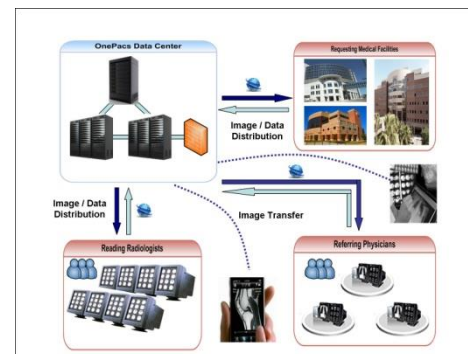 OnePacs Data Center
Requesting Medical Facilities
Image / Data
Distribution
Image / Data
Distribution
Image Transfer
Reading Radiologists
Referring Physicians